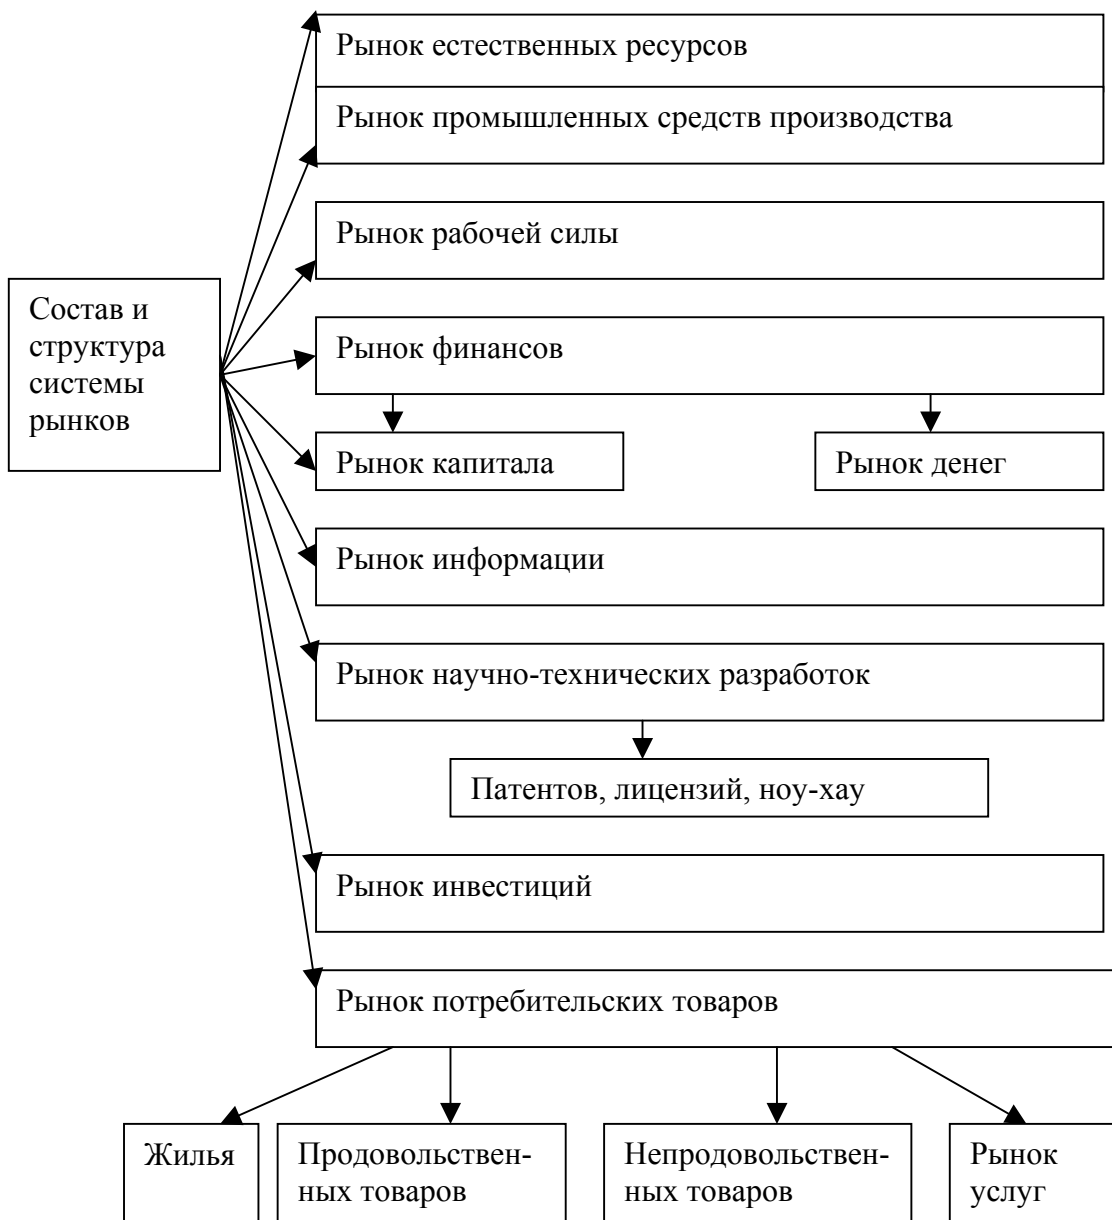 Рынок естественных ресурсов
Рынок промышленных средств производства
Рынок рабочей силы
Состав и
структура
системы
рынков
Рынок финансов
Рынок капитала
Рынок денег
Рынок информации
Рынок научно-технических разработок
Патентов, лицензий, ноу-хау
Рынок инвестиций
Рынок потребительских товаров
Жилья
Продовольствен-
ных товаров
Непродовольствен-
ных товаров
Рынок
услуг